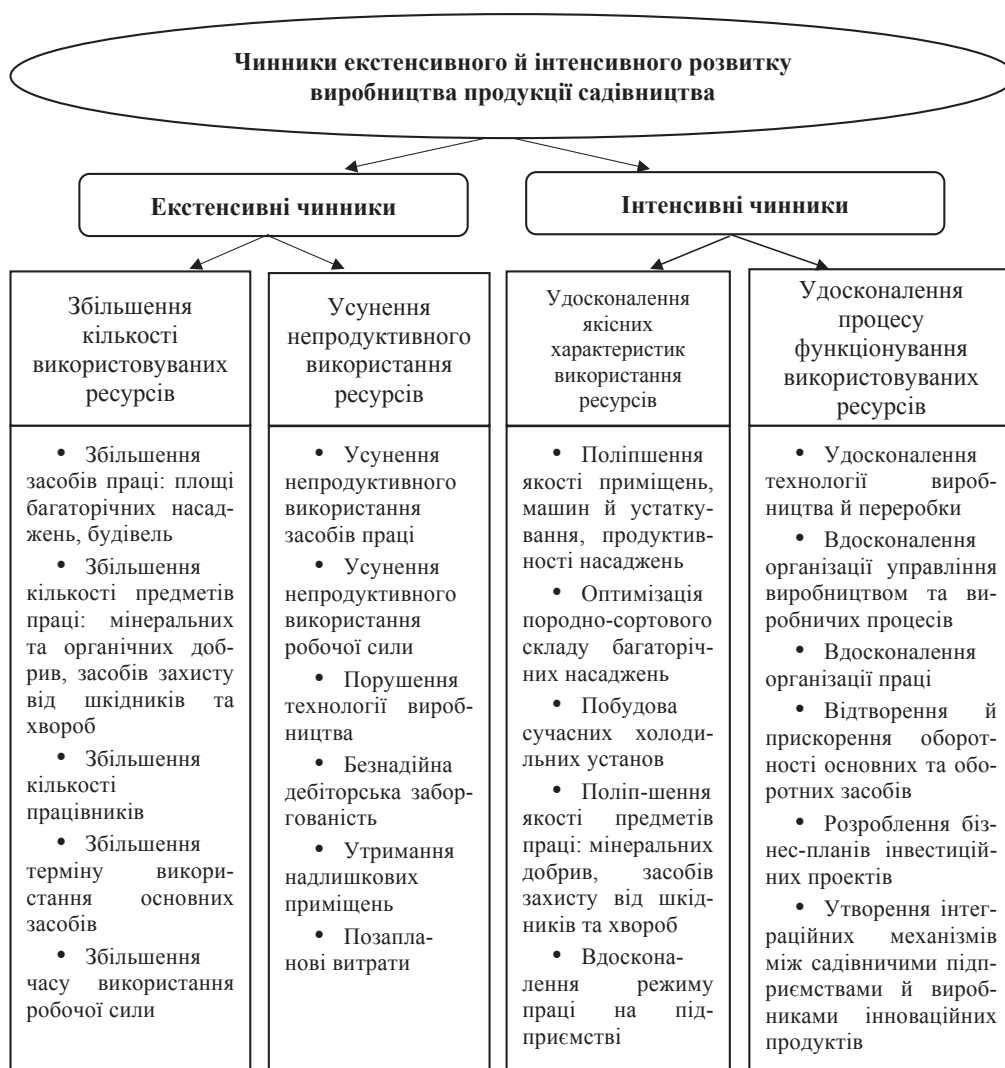 Чинники екстенсивного й інтенсивного розвитку
виробництва продукції садівництва
Екстенсивні чинники
Інтенсивні чинники
Збільшення
кількості
використовуваних
ресурсів
Усунення
непродуктивного
використання
ресурсів
Удосконалення
якісних
характеристик
використання
ресурсів
Удосконалення
процесу
функціонування
використовуваних
ресурсів
• Збільшення
засобів праці: площі
багаторічних насад-
жень, будівель
• Збільшення
кількості предметів
праці: мінеральних
та органічних доб-
рив, засобів захисту
від шкідників та
хвороб
• Збільшення
кількості
працівників
• Збільшення
терміну викори-
стання основних
засобів
• Збільшення
часу використання
робочої сили
• Усунення
непродуктивного
використання
засобів праці
• Усунення
непродуктивного
використання
робочої сили
• Порушення
технології вироб-
ництва
• Безнадійна
дебіторська забор-
гованість
• Утримання
надлишкових
приміщень
• Позапла-
нові витрати
• Поліпшення
якості приміщень,
машин й устатку-
вання, продуктив-
ності насаджень
• Оптимізація
породно-сортового
складу багаторіч-
них насаджень
• Побудова
сучасних холоди-
льних установ
• Поліп-шення
якості предметів
праці: мінеральних
добрив, засобів
захисту від шкід-
ників та хвороб
• Вдоскона-
лення режиму
праці на під-
приємстві
• Удосконалення
технології вироб-
ництва й переробки
• Вдосконалення
організації управління
виробництвом та ви-
робничих процесів
• Вдосконалення
організації праці
• Відтворення й
прискорення оборот-
ності основних та обо-
ротних засобів
• Розроблення біз-
нес-планів інвестицій-
них проектів
• Утворення інтег-
раційних механізмів
між садівничими підп-
риємствами й вироб-
никами інноваційних
продуктів